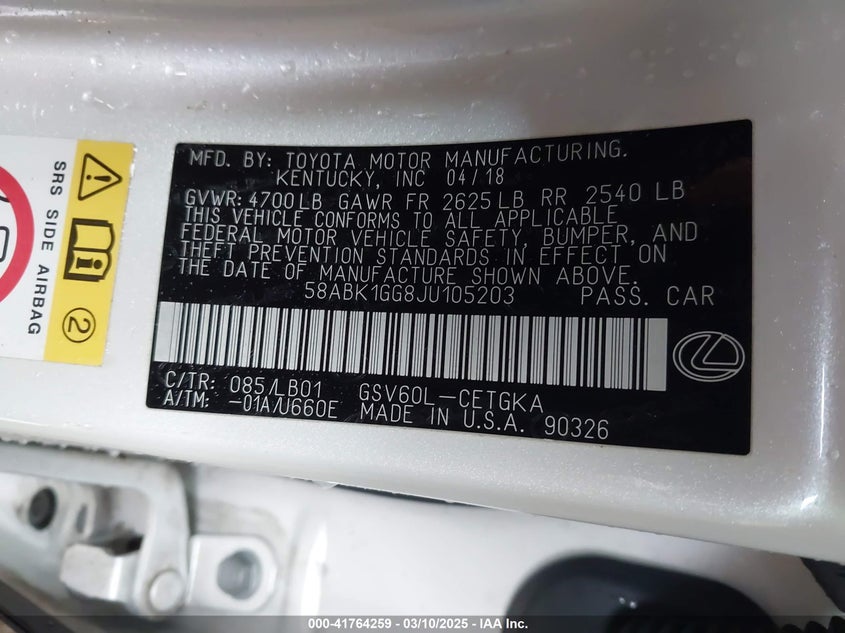 MFD. BY: TOYOTA MOTOR MANUFACTURING.
KENTUCKY, INC 04/18
GVWR: 4700LB GAWR FR 2625LB RR 2540 LB
THIS VEHICLE CONFORMS TO ALL APPLICABLE
FEDERAL MOTOR VEHICLE SAFETY, BUMPER, AND
THEFT PREVENTION STANDARDS IN EFFECT ON
THE DATE OF MANUFACTURE SHOWN ABOVE.
58ABK1GG8JU105203 PASS. CAR
C/TR: 085/LB01 GSV60L-CETGKA
A/TM: -01A/U660E MADE IN U.S.A. 90326
SRS SIDE AIRBAG
2
000-41764259 - 03/10/2025 - IAA Inc.